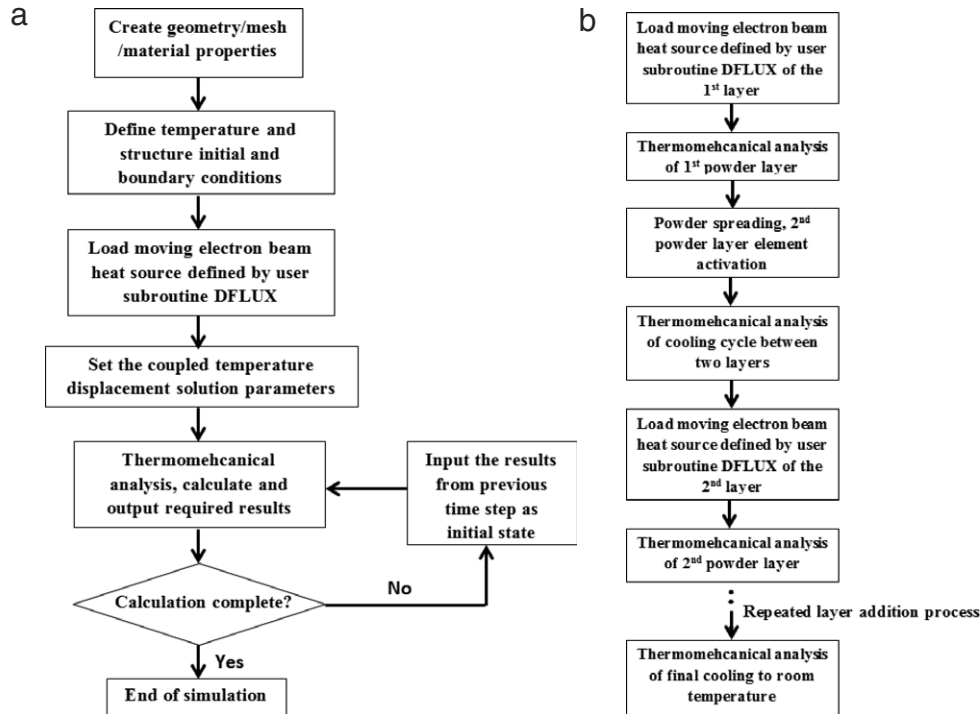 a
Create geometry/mesh
/material properties
Define temperature and
structure initial and
boundary conditions
Load moving electron beam
heat source defined by user
subroutine DFLUX
Set the coupled temperature
displacement solution parameters
Thermomehcanical
analysis, calculate and
output required results
Input the results
from previous
time step as
initial state
Calculation complete?
No
Yes
End of simulation
b
Load moving electron beam
heat source defined by user
subroutine DFLUX of the
1st layer
Thermomehcanical analysis
of 1st powder layer
Powder spreading, 2nd
powder layer element
activation
Thermomehcanical analysis
of cooling cycle between
two layers
Load moving electron beam
heat source defined by user
subroutine DFLUX of the
2nd layer
Thermomehcanical analysis
of 2nd powder layer
Repeated layer addition process
Thermomehcanical analysis
of final cooling to room
temperature